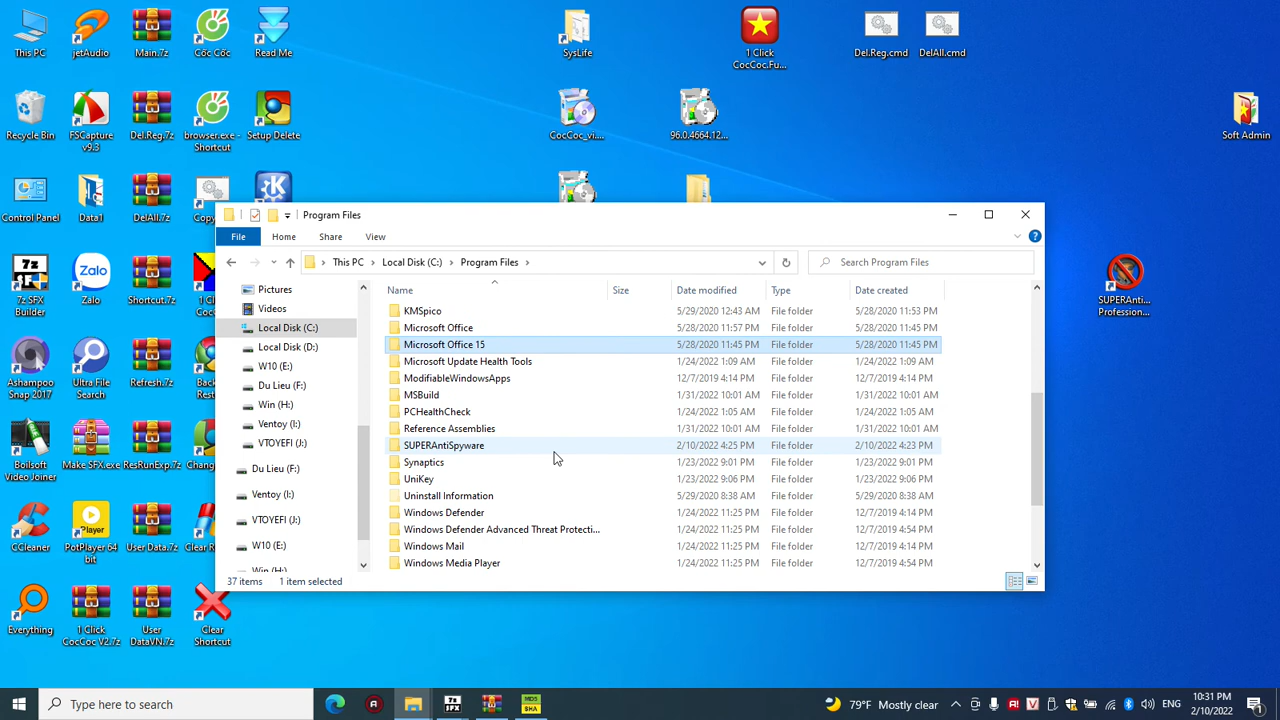 This PC
jetAudio
Main.7z
Cốc Cốc
Read Me
SysLife
1 Click
CocCoc.Fu...
Del.Reg.cmd
DelAll.cmd
Recycle Bin
FSCapture
v9.3
Del.Reg.7z
browser.exe -
Shortcut
Setup Delete
CocCoc_vi....
96.0.4664.12...
Soft Admin
Control Panel
Data1
DelAll.7z
Program Files
File
Home
Share
View
This PC
Local Disk (C:)
Program Files
Search Program Files
7z SFX
Builder
Zalo
Shortcut.7z
SUPERAnti...
Profession...
Pictures
Videos
Local Disk (C:)
Local Disk (D:)
W10 (E:)
Du Lieu (F:)
Win (H:)
Ventoy (I:)
VTOYEFI (J:)
Du Lieu (F:)
Ventoy (I:)
VTOYEFI (J:)
W10 (E:)
Name
Size
Date modified
Type
Date created
KMSpico 5/29/2020 12:43 AM File folder 5/28/2020 11:53 PM
Microsoft Office 5/28/2020 11:57 PM File folder 5/28/2020 11:45 PM
Microsoft Office 15 5/28/2020 11:45 PM File folder 5/28/2020 11:45 PM
Microsoft Update Health Tools 1/24/2022 1:09 AM File folder 1/24/2022 1:09 AM
ModifiableWindowsApps 12/7/2019 4:14 PM File folder 12/7/2019 4:14 PM
MSBuild 1/31/2022 10:01 AM File folder 1/31/2022 10:01 AM
PCHealthCheck 1/24/2022 1:05 AM File folder 1/24/2022 1:05 AM
Reference Assemblies 1/31/2022 10:01 AM File folder 1/31/2022 10:01 AM
SUPERAntiSpyware 2/10/2022 4:25 PM File folder 2/10/2022 4:23 PM
Synaptics 1/23/2022 9:01 PM File folder 1/23/2022 9:01 PM
UniKey 1/23/2022 9:06 PM File folder 1/23/2022 9:06 PM
Uninstall Information 5/29/2020 8:38 AM File folder 5/29/2020 8:38 AM
Windows Defender 1/24/2022 11:25 PM File folder 12/7/2019 4:14 PM
Windows Defender Advanced Threat Protecti... 1/24/2022 11:25 PM File folder 12/7/2019 4:54 PM
Windows Mail 1/24/2022 11:25 PM File folder 12/7/2019 4:14 PM
Windows Media Player 1/24/2022 11:25 PM File folder 12/7/2019 4:54 PM
37 items
1 item selected
Ashampoo
Snap 2017
Ultra File
Search
Refresh.7z
Boilsoft
Video Joiner
Make SFX.exe
ResRunExp.7z
CCleaner
PotPlayer 64
bit
User Data.7z
Clear R
Everything
1 Click
CocCoc V2.7z
User
DataVN.7z
Clear
Shortcut
Type here to search
7z
SFX
MD5
SHA
79°F Mostly clear
ENG
10:31 PM
2/10/2022